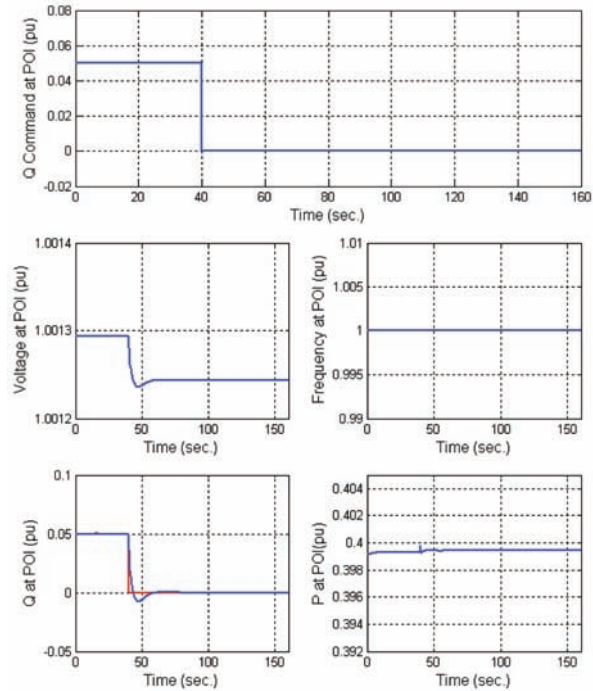 Q Command at POI (pu)
0.08
0.06
0.04
0.02
0
-0.02
0 20 40 60 80 100 120 140 160
Time (sec.)
Voltage at POI (pu)
1.0014
1.0013
1.0012
0 50 100 150
Time (sec.)
Frequency at POI (pu)
1.01
1.005
1
0.995
0.99
0 50 100 150
Time (sec.)
Q at POI (pu)
0.1
0.05
0
-0.05
0 50 100 150
Time (sec.)
P at POI(pu)
0.404
0.402
0.4
0.398
0.396
0.394
0.392
0 50 100 150
Time (sec.)